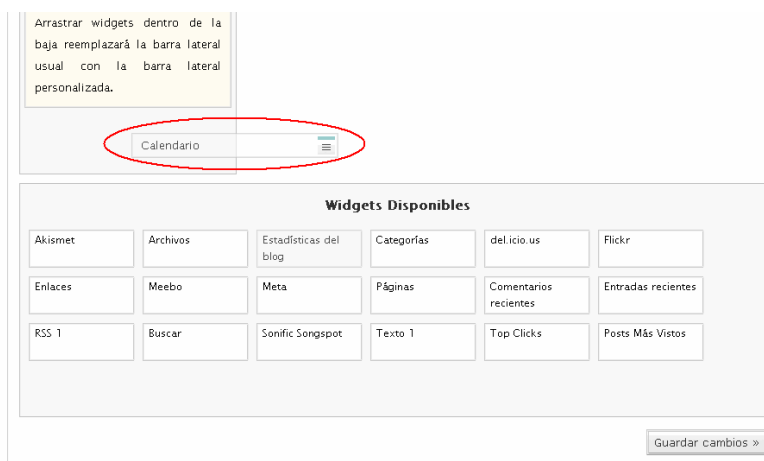 Arrastrar widgets dentro de la
baja reemplazará la barra lateral
usual con la barra lateral
personalizada.
Calendario
Widgets Disponibles
Akismet
Archivos
Estadísticas del
blog
Categorías
del.icio.us
Flickr
Enlaces
Meebo
Meta
Páginas
Comentarios
recientes
Entradas recientes
RSS 1
Buscar
Sonific Songspot
Texto 1
Top Clicks
Posts Más Vistos
Guardar cambios »